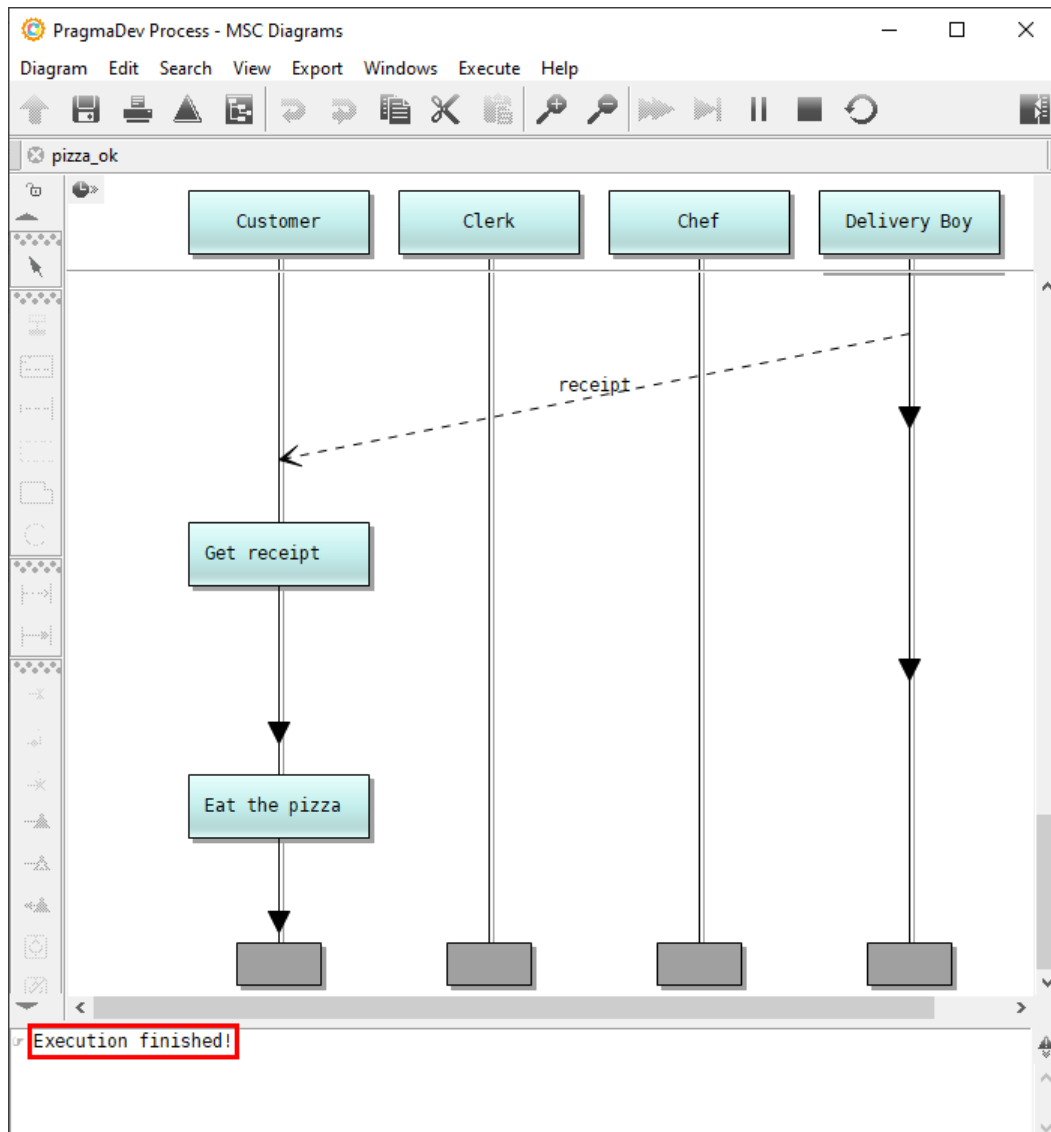 PragmaDev Process - MSC Diagrams
Diagram Edit Search View Export Windows Execute Help
pizza_ok
Customer Clerk Chef Delivery Boy
receipt
Get receipt
Eat the pizza
Execution finished!